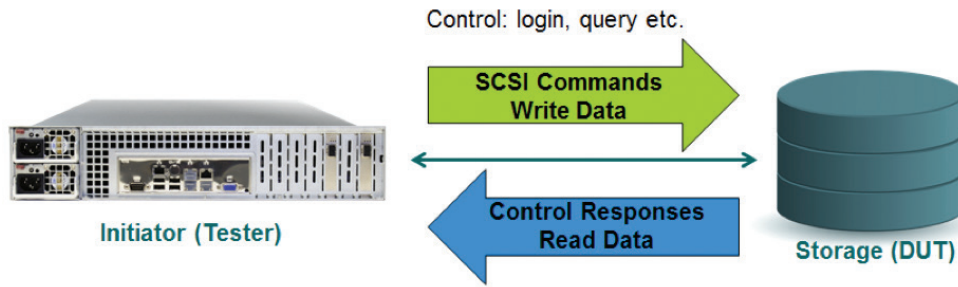 Control: login, query etc.
SCSI Commands
Write Data
Control Responses
Read Data
Initiator (Tester)
Storage (DUT)